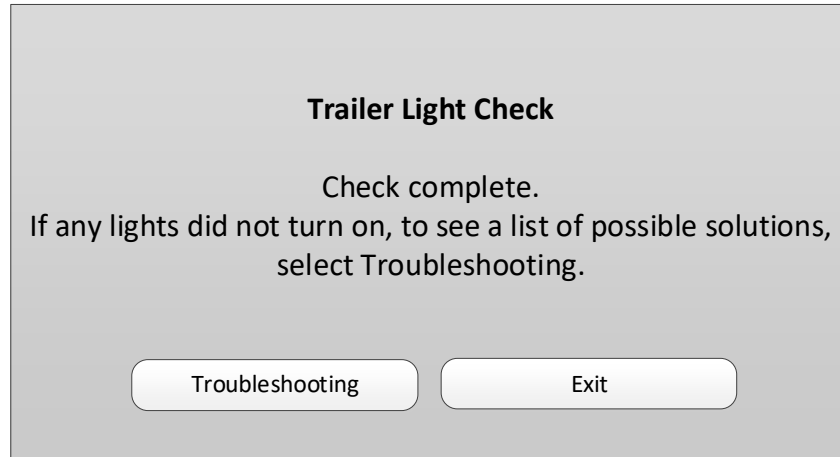 Trailer Light Check
Check complete.
If any lights did not turn on, to see a list of possible solutions,
select Troubleshooting.
Troubleshooting
Exit